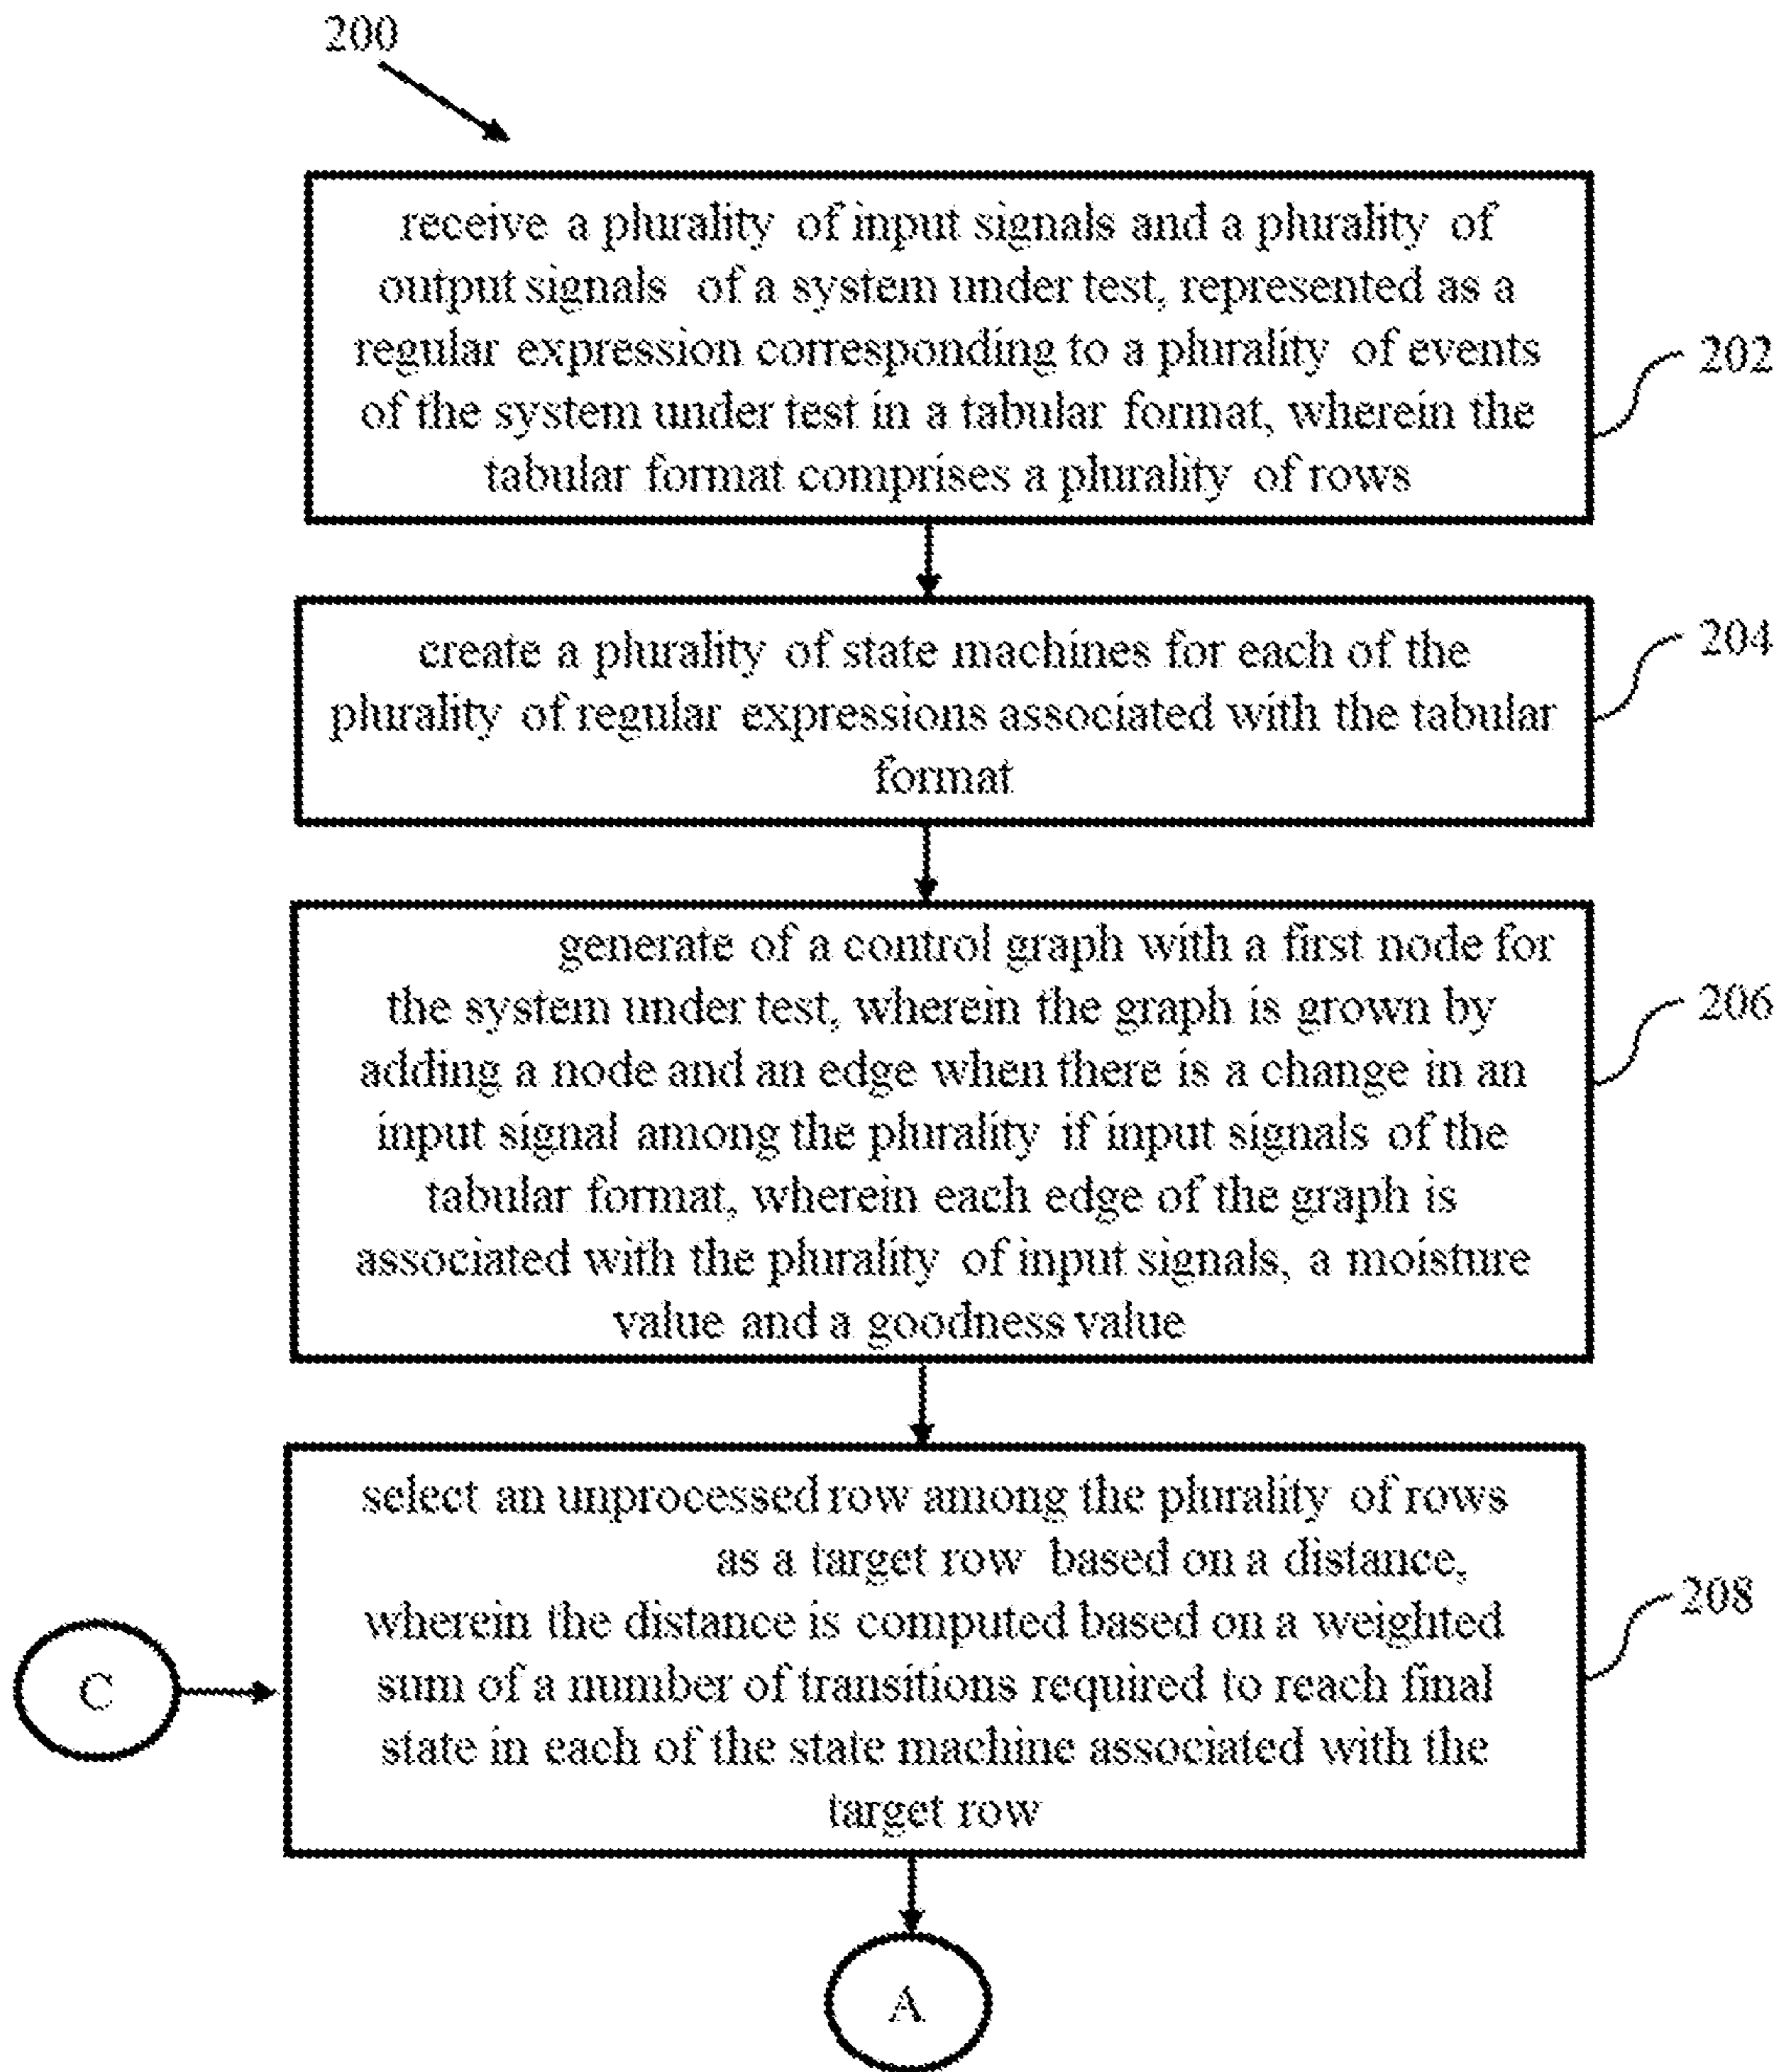 200
receive a plurality of input signals and a plurality of
output signals of a system under test, represented as a
regular expression corresponding to a plurality of events
of the system under test in a tabular format, wherein the
tabular format comprises a plurality of rows
202
create a plurality of state machines for each of the
plurality of regular expressions associated with the tabular
format
204
generate of a control graph with a first node for
the system under test, wherein the graph is grown by
adding a node and an edge when there is a change in an
input signal among the plurality if input signals of the
tabular format, wherein each edge of the graph is
associated with the plurality of input signals, a moisture
value and a goodness value
206
select an unprocessed row among the plurality of rows
as a target row based on a distance,
wherein the distance is computed based on a weighted
sum of a number of transitions required to reach final
state in each of the state machine associated with the
target row
208
C
A